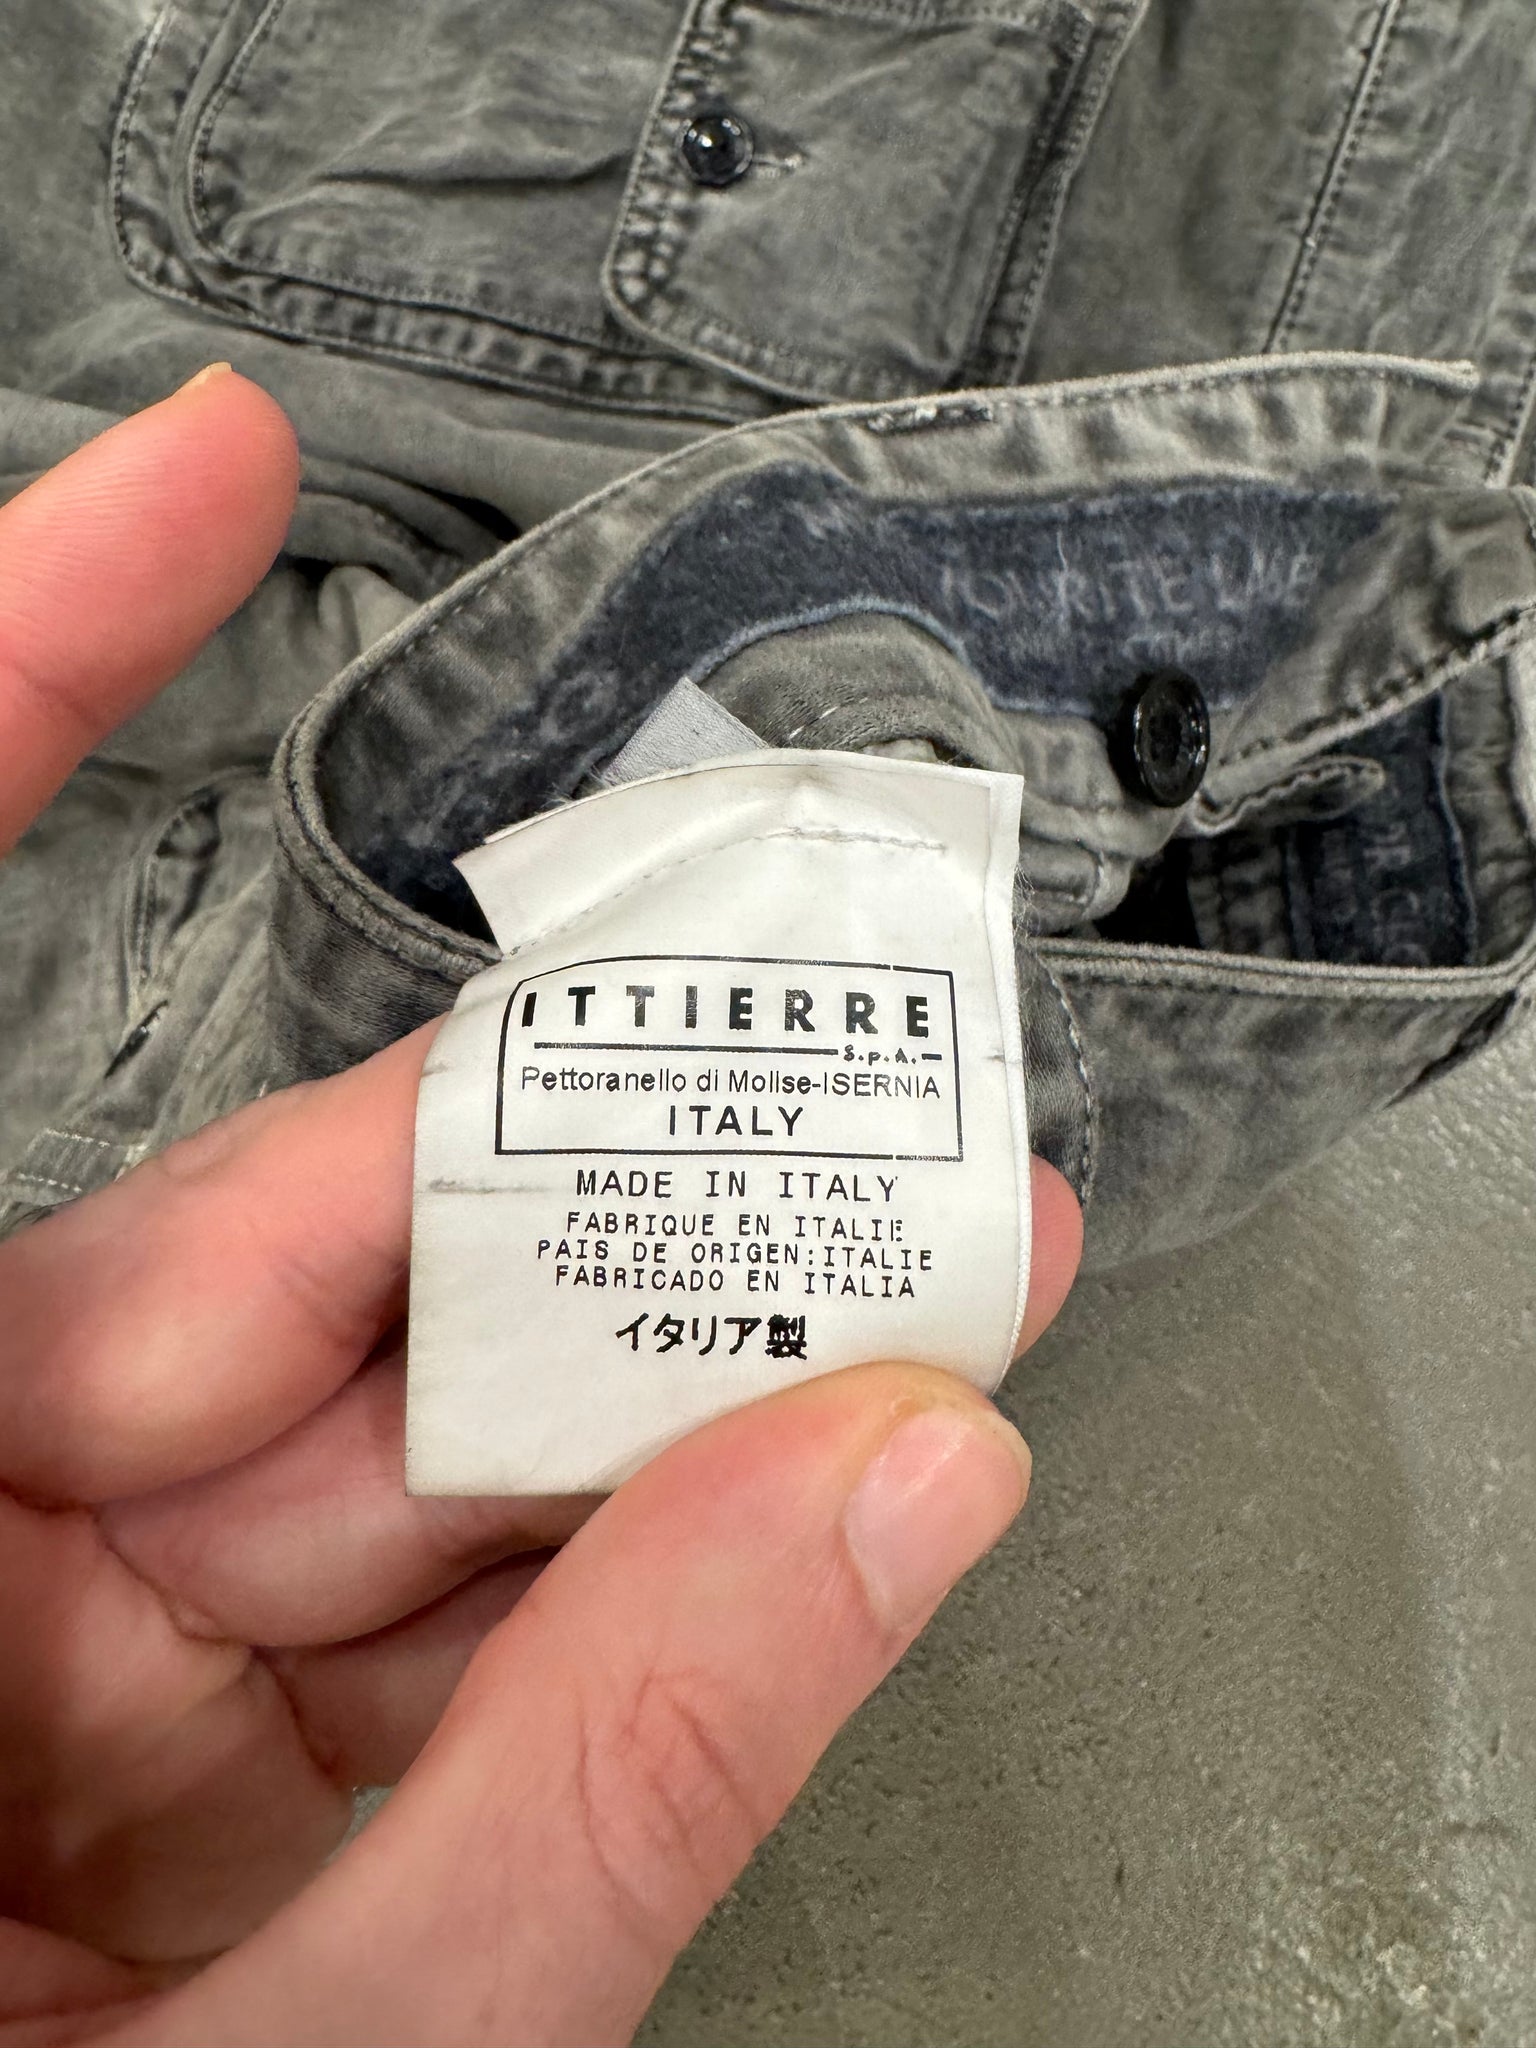 ITTIERRE
S.p.A.
Pettoranello di Molise-ISERNIA
ITALY
MADE IN ITALY
FABRIQUE EN ITALIE
PAIS DE ORIGEN:ITALIE
FABRICADO EN ITALIA
イタリア製